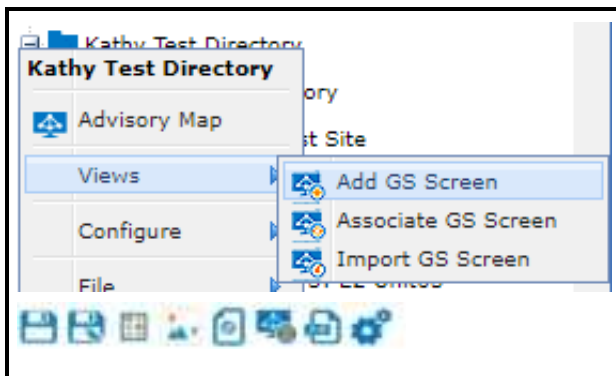 Kathy Test Directory
Kathy Test Directory
ory
Advisory Map
st Site
Views
Add GS Screen
Configure
Associate GS Screen
Import GS Screen
File